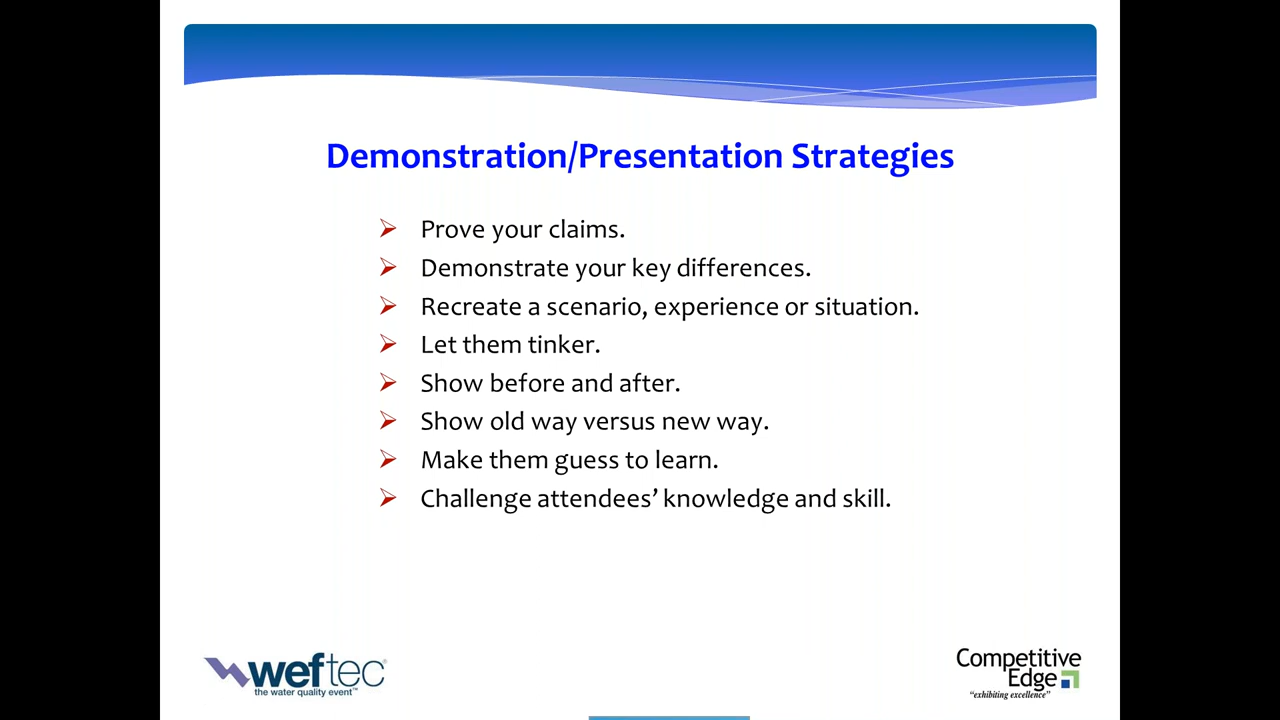 Demonstration/Presentation Strategies
Prove your claims.
Demonstrate your key differences.
Recreate a scenario, experience or situation.
Let them tinker.
Show before and after.
Show old way versus new way.
Make them guess to learn.
Challenge attendees’ knowledge and skill.
weftec®
the water quality event™
Competitive
Edge
“exhibiting excellence”